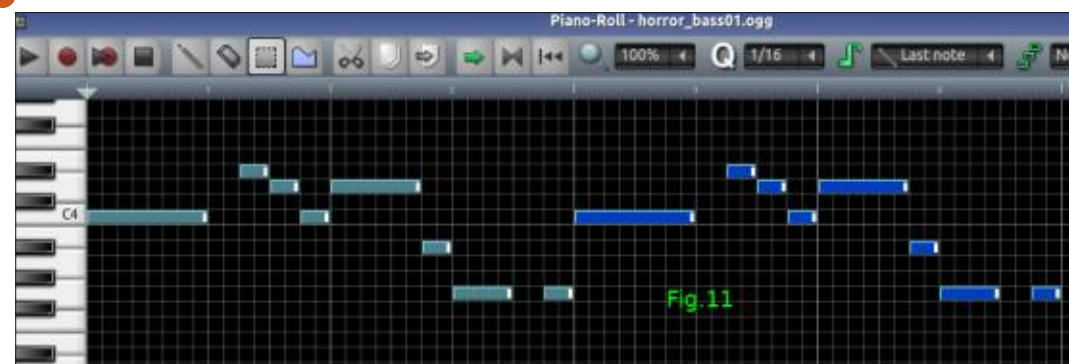 Piano-Roll - horror_bass01.ogg
100% Q 1/16 Last note
C4
Fig.11